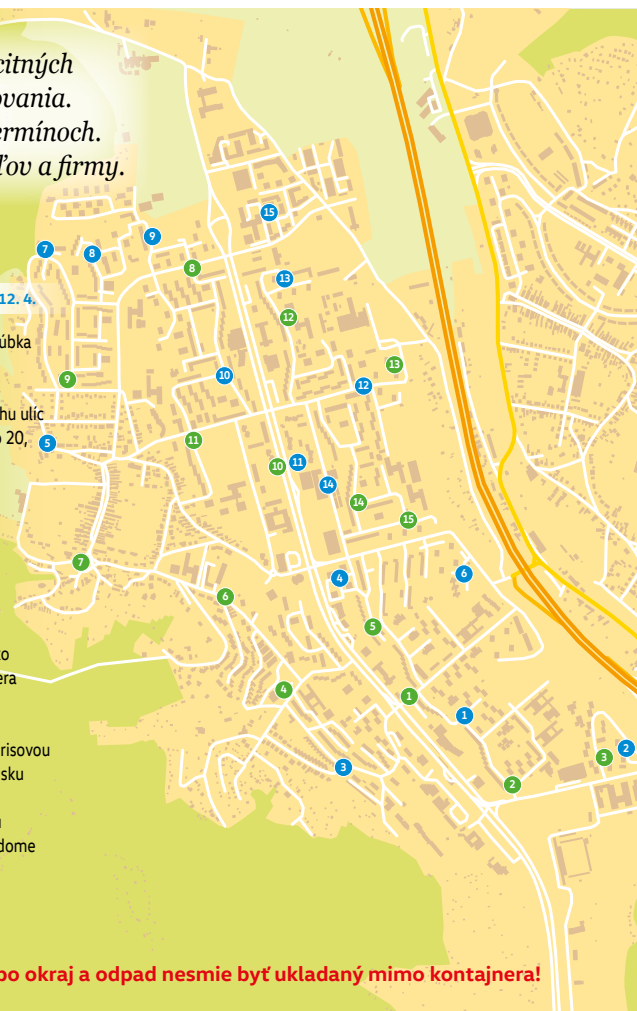 citných
ovania.
ermínoch.
ľov a firmy.
12. 4.
úbka
hu ulíc
o 20,
to
era
risovou
sku
u
dome
po okraj a odpad nesmie byť ukladaný mimo kontajnera!
15
9
7
8
8
13
12
13
10
12
9
5
11
10
11
14
14
15
7
4
6
6
5
4
1
1
2
3
3
2